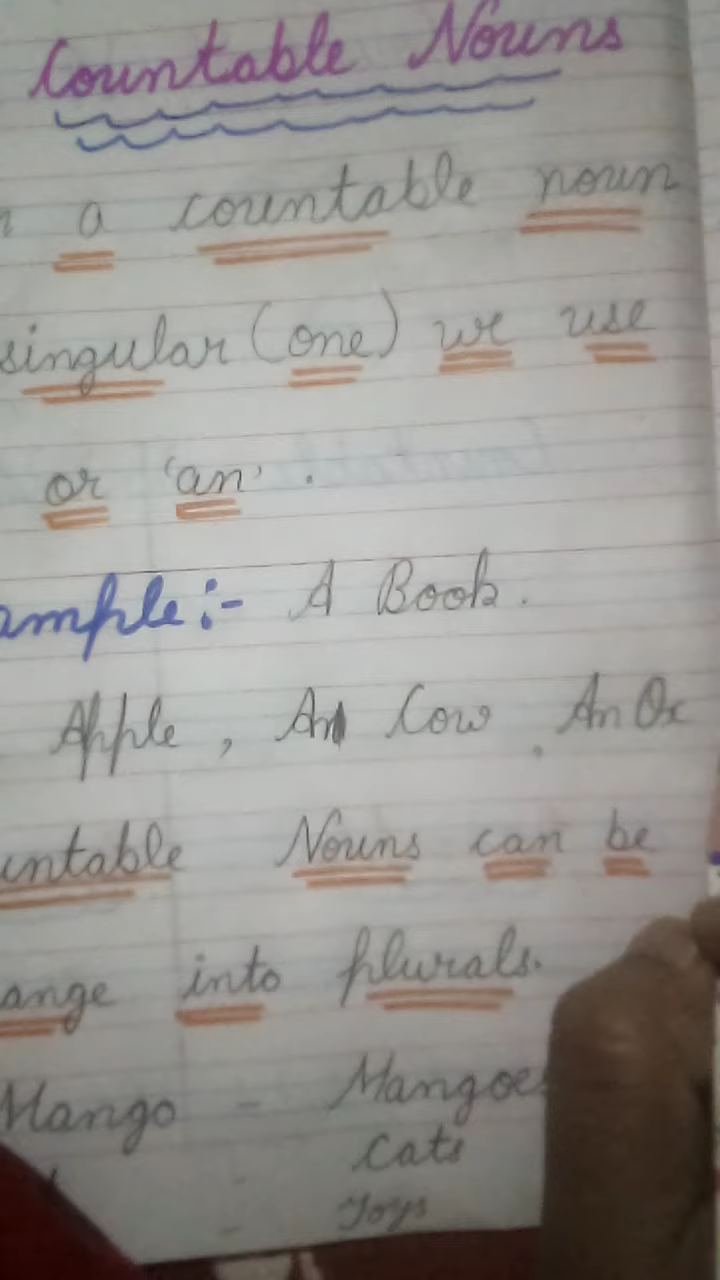 Countable Nouns
a countable noun
singular (one) we use
or 'an'.
ample:- A Book.
Apple, An Cow, An Ox
untable Nouns can be
ange into plurals.
Mango - Mangoe
- Cats
- Toys